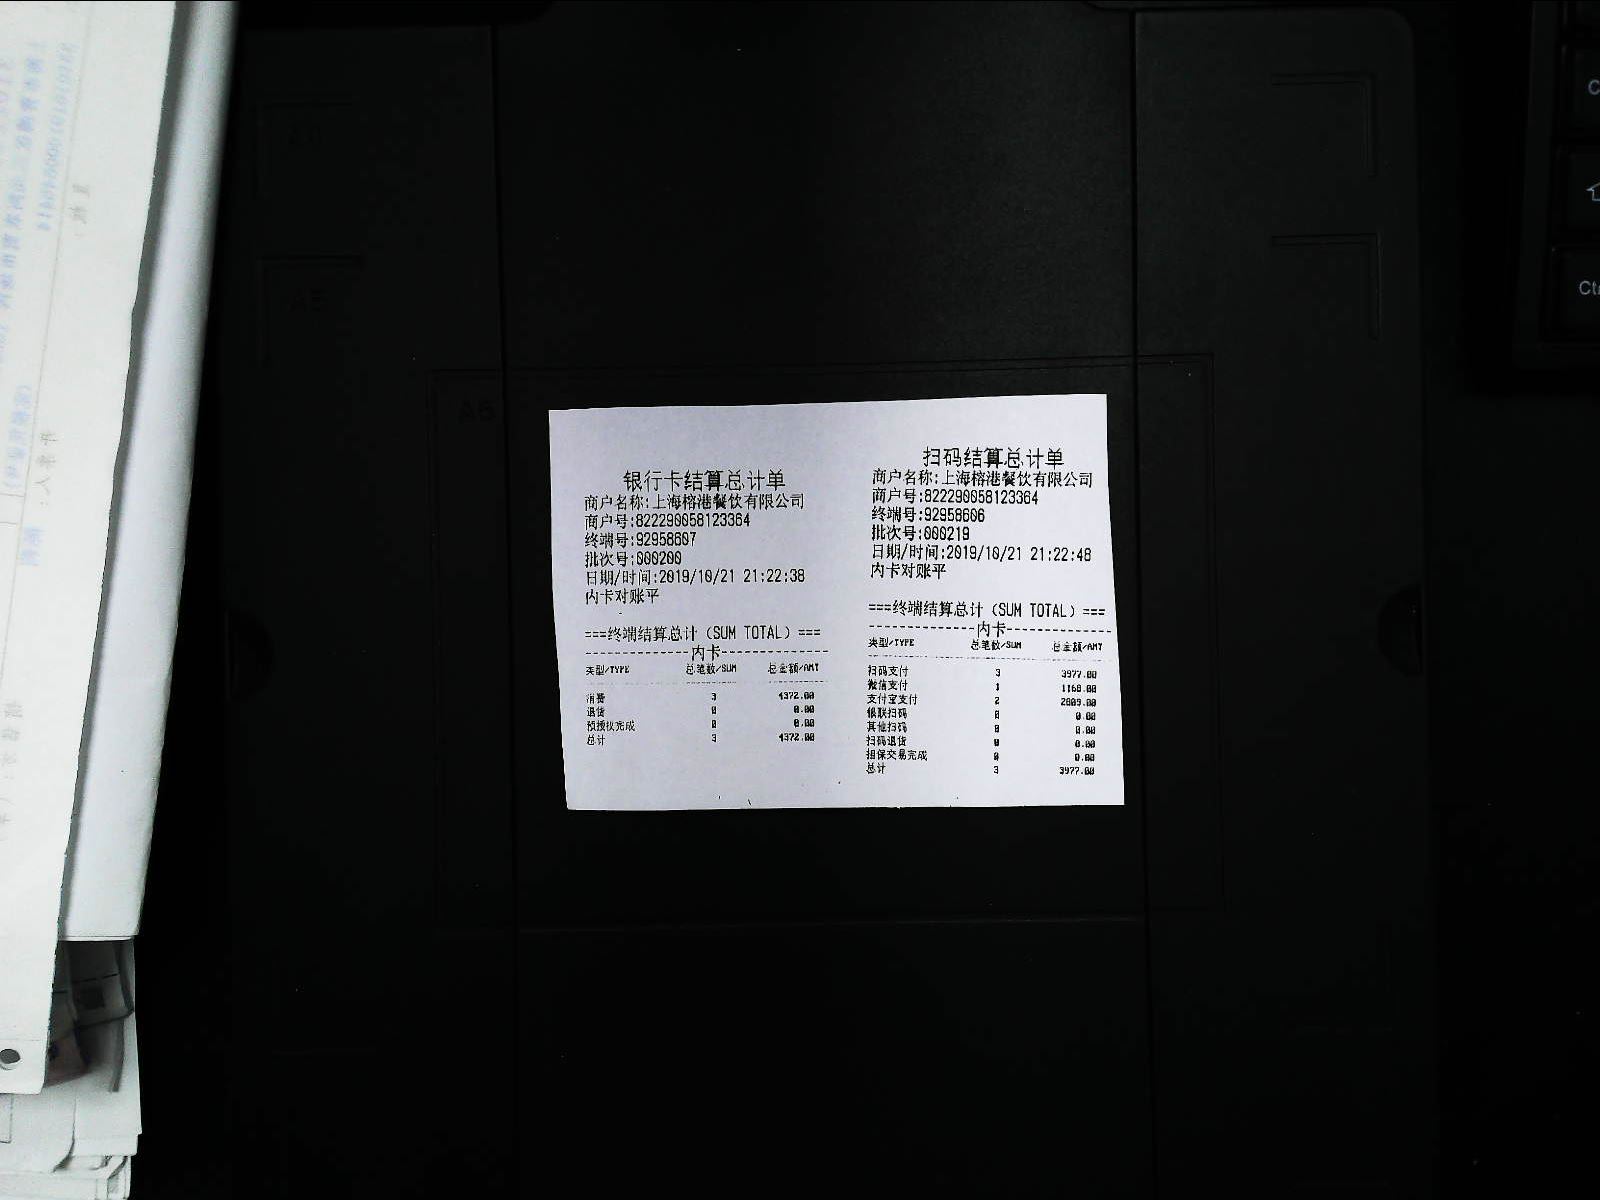 银行卡结算总计单
商户名称:上海榕港餐饮有限公司
商户号:822290058123364
终端号:92958607
批次号:000200
日期/时间:2019/10/21 21:22:38
内卡对账平
===终端结算总计(SUM TOTAL)===
---------------内卡---------------
类型/TYPE 总笔数/SUM 总金额/AMT
消费 3 4372.00
退货 0 0.00
预授权完成 0 0.00
总计 3 4372.00
扫码结算总计单
商户名称:上海榕港餐饮有限公司
商户号:822290058123364
终端号:92958606
批次号:000219
日期/时间:2019/10/21 21:22:48
内卡对账平
===终端结算总计(SUM TOTAL)===
---------------内卡---------------
类型/TYPE 总笔数/SUM 总金额/AMT
扫码支付 3 3977.00
微信支付 1 1168.00
支付宝支付 2 2809.00
银联扫码 0 0.00
其他扫码 0 0.00
扫码退货 0 0.00
担保交易完成 0 0.00
总计 3 3977.00
A5
A5